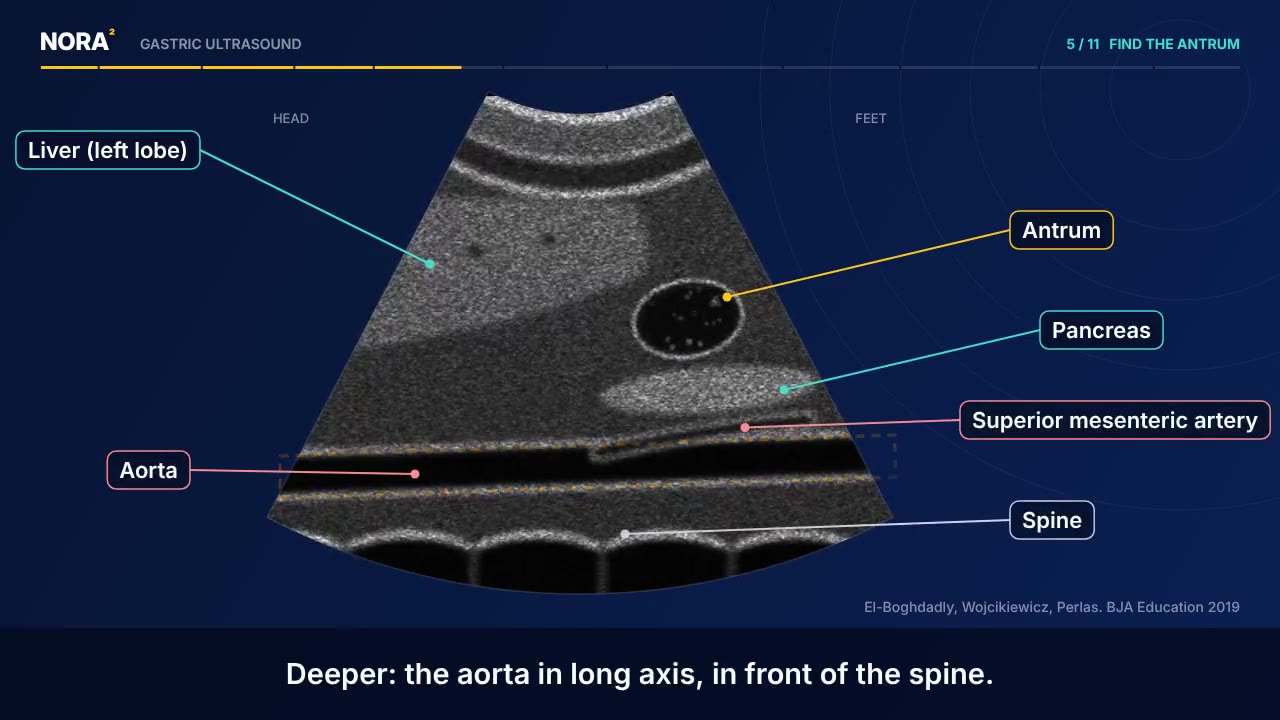 NORA²
GASTRIC ULTRASOUND
5 / 11 FIND THE ANTRUM
HEAD
FEET
Liver (left lobe)
Antrum
Pancreas
Superior mesenteric artery
Aorta
Spine
El-Boghdadly, Wojcikiewicz, Perlas. BJA Education 2019
Deeper: the aorta in long axis, in front of the spine.